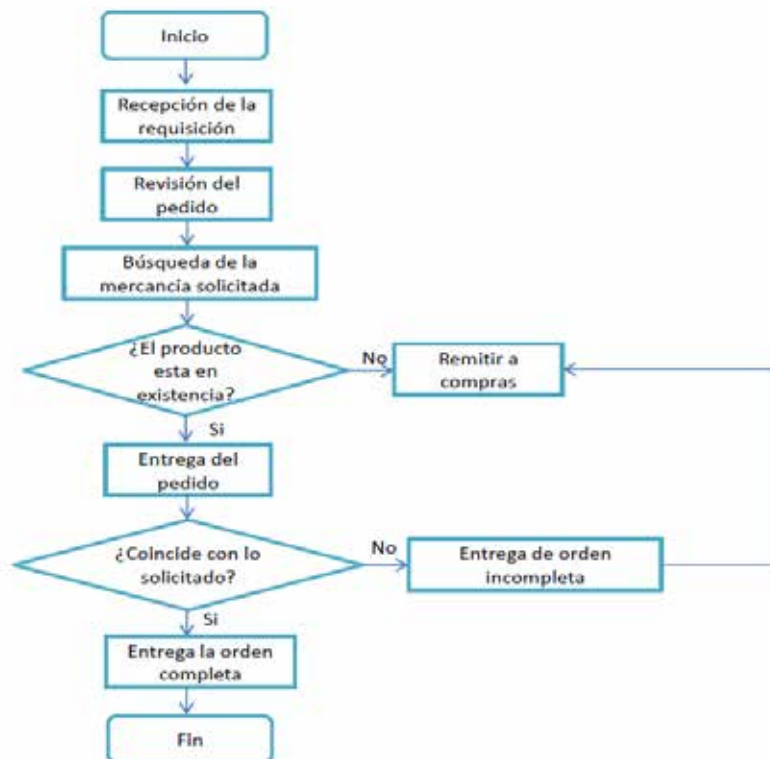 Inicio
Recepción de la
requisición
Revisión del
pedido
Búsqueda de la
mercancia solicitada
¿El producto
esta en
existencia?
No
Remitir a
compras
Si
Entrega del
pedido
¿Coincide con lo
solicitado?
No
Entrega de orden
incompleta
Si
Entrega la orden
completa
Fin